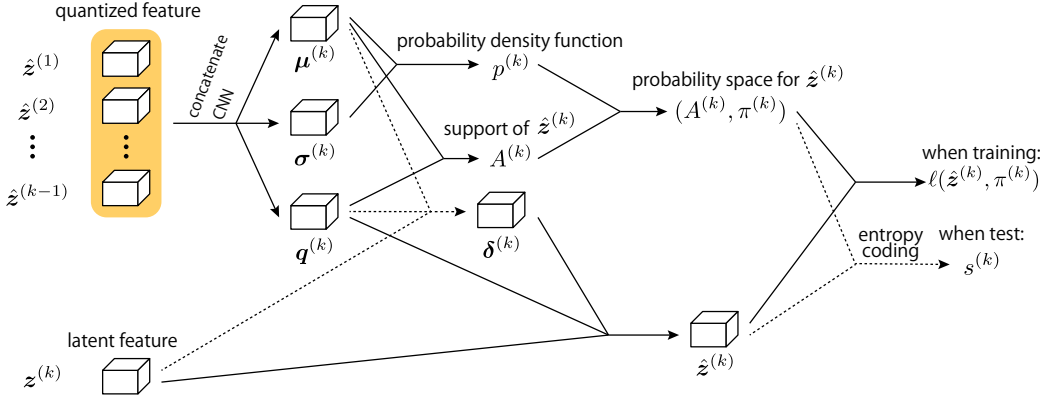 quantized feature
ẑ^(1)
ẑ^(2)
⋮
⋮
ẑ^(k−1)
concatenate
CNN
μ^(k)
σ^(k)
q^(k)
probability density function
p^(k)
support of ẑ^(k)
A^(k)
δ^(k)
probability space for ẑ^(k)
(A^(k), π^(k))
when training:
ℓ(ẑ^(k), π^(k))
entropy
coding
when test:
s^(k)
latent feature
z^(k)
ẑ^(k)